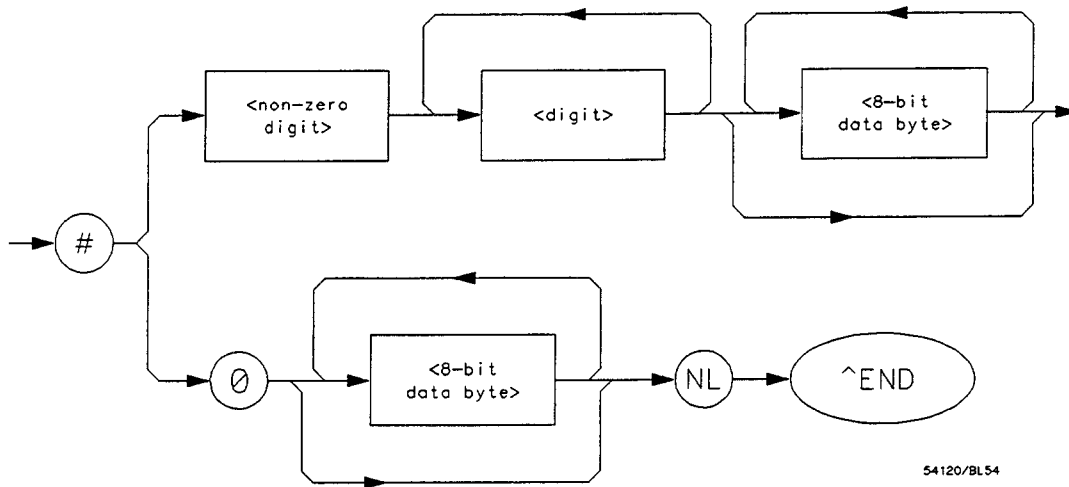 <non-zero
digit>
<digit>
<8-bit
data byte>
#
0
<8-bit
data byte>
NL
^END
54120/BL54